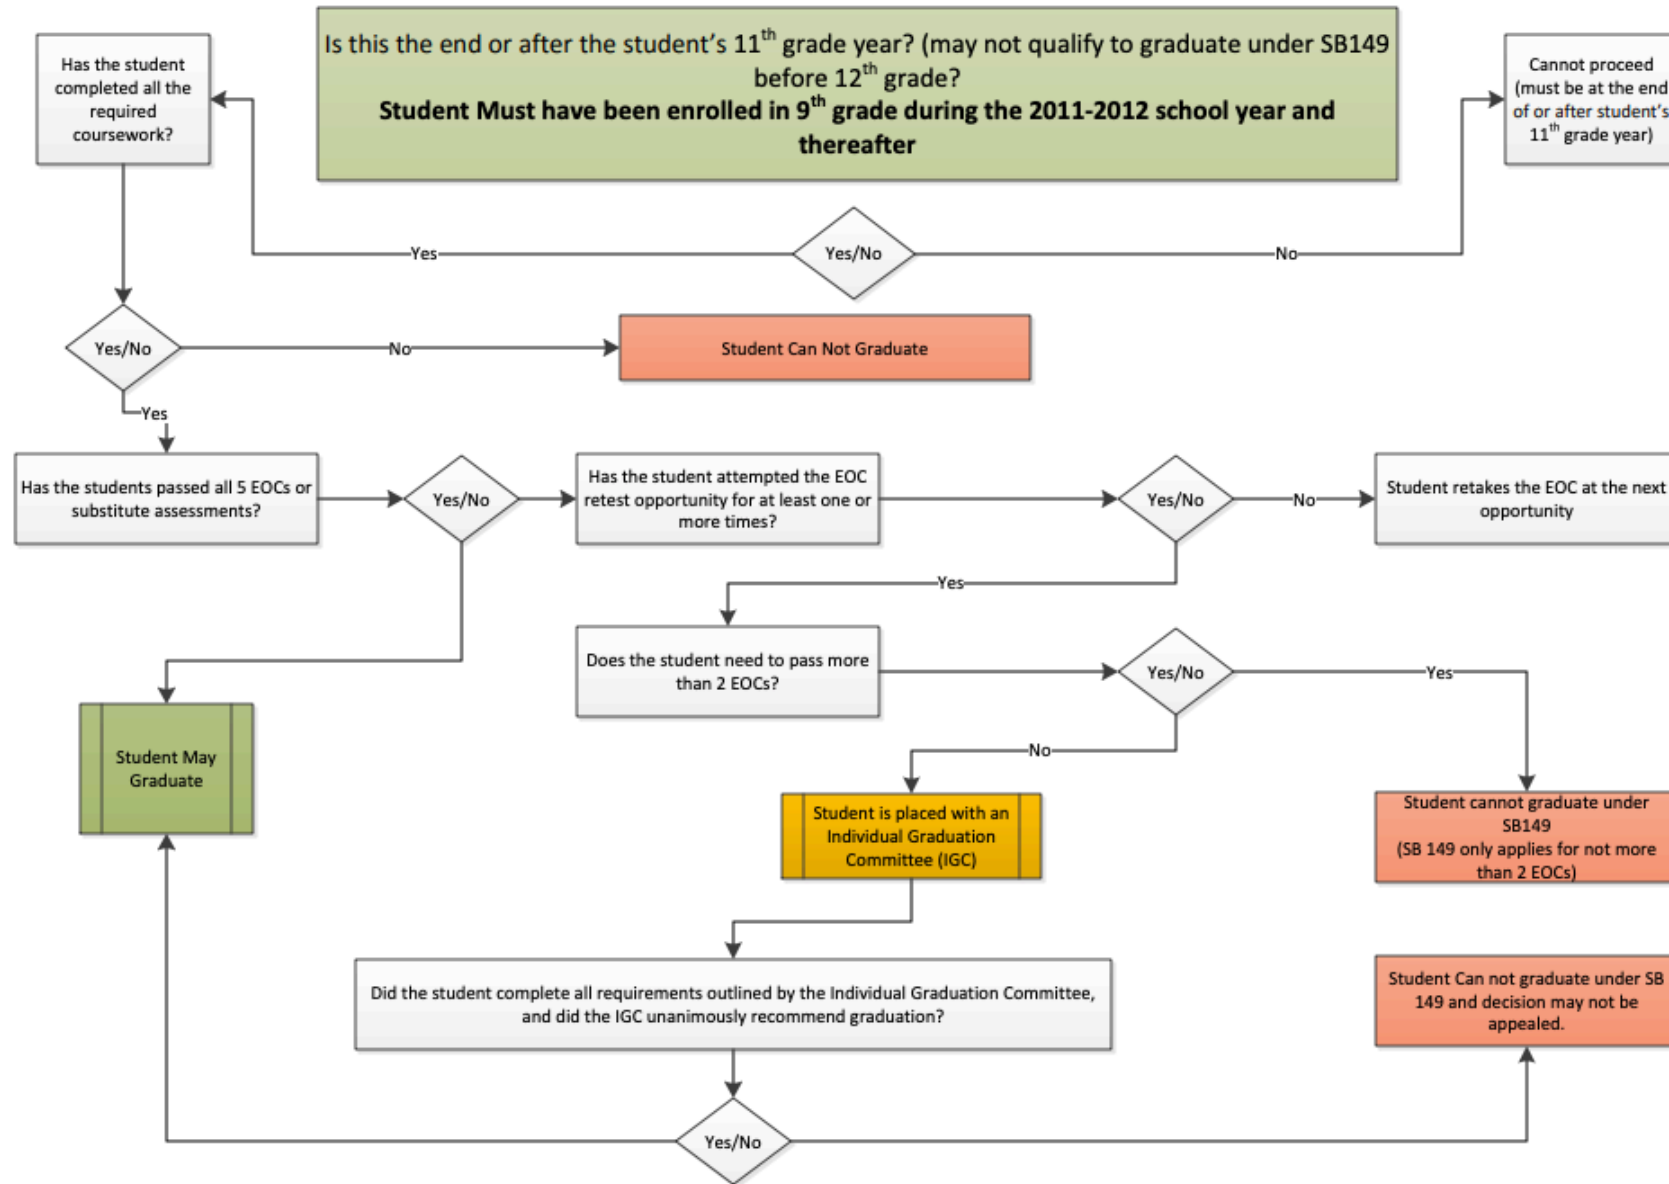 Is this the end or after the student's 11th grade year? (may not qualify to graduate under SB149
before 12th grade?
Student Must have been enrolled in 9th grade during the 2011-2012 school year and
thereafter
Has the student
completed all the
required
coursework?
Cannot proceed
(must be at the end
of or after student's
11th grade year)
Yes
Yes/No
No
Yes/No
No
Student Can Not Graduate
Yes
Has the students passed all 5 EOCs or
substitute assessments?
Yes/No
Has the student attempted the EOC
retest opportunity for at least one or
more times?
Yes/No
No
Student retakes the EOC at the next
opportunity
Yes
Does the student need to pass more
than 2 EOCs?
Yes/No
Yes
No
Student May
Graduate
Student is placed with an
Individual Graduation
Committee (IGC)
Student cannot graduate under
SB149
(SB 149 only applies for not more
than 2 EOCs)
Did the student complete all requirements outlined by the Individual Graduation Committee,
and did the IGC unanimously recommend graduation?
Student Can not graduate under SB
149 and decision may not be
appealed.
Yes/No